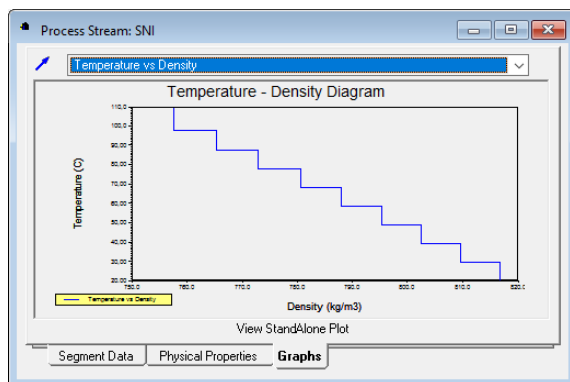 Process Stream: SNI
Temperature vs Density
Temperature - Density Diagram
Temperature (C)
110,0
100,0
90,00
80,00
70,00
60,00
50,00
40,00
30,00
20,00
750,0
760,0
770,0
780,0
790,0
800,0
810,0
820,0
Density (kg/m3)
Temperature vs Density
View StandAlone Plot
Segment Data
Physical Properties
Graphs